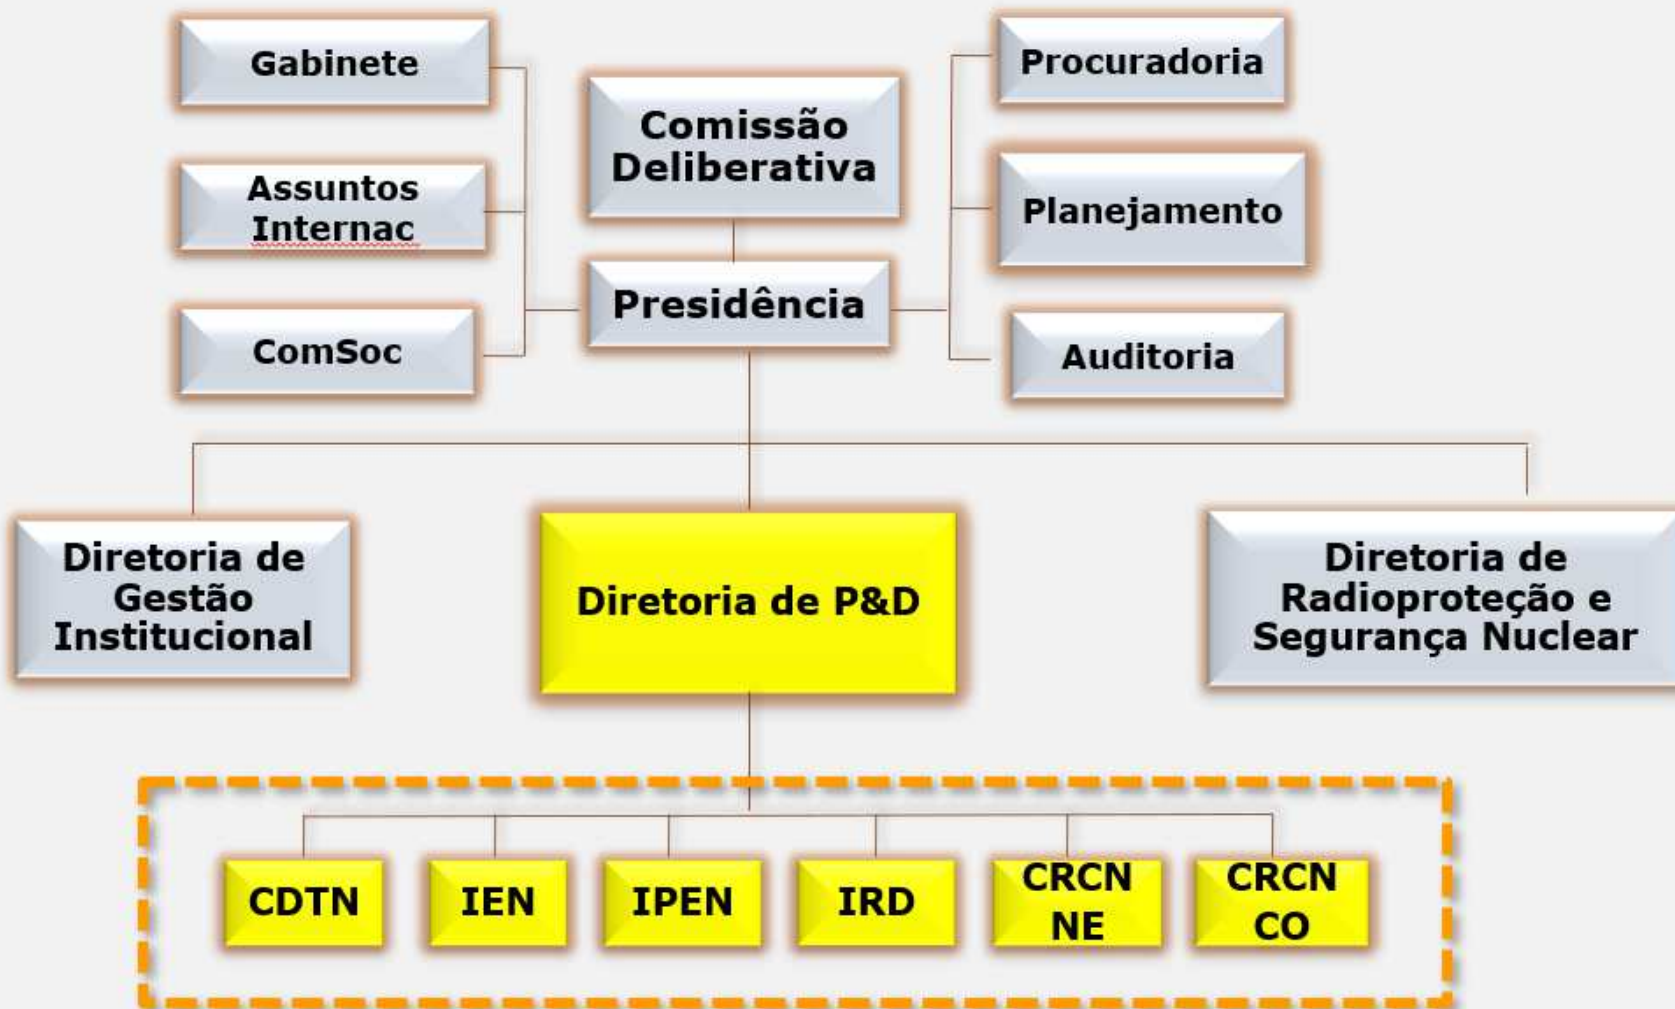 Gabinete
Procuradoria
Comissão
Deliberativa
Assuntos
Internac
Planejamento
Presidência
ComSoc
Auditoria
Diretoria de
Gestão
Institucional
Diretoria de P&D
Diretoria de
Radioproteção e
Segurança Nuclear
CDTN
IEN
IPEN
IRD
CRCN
NE
CRCN
CO